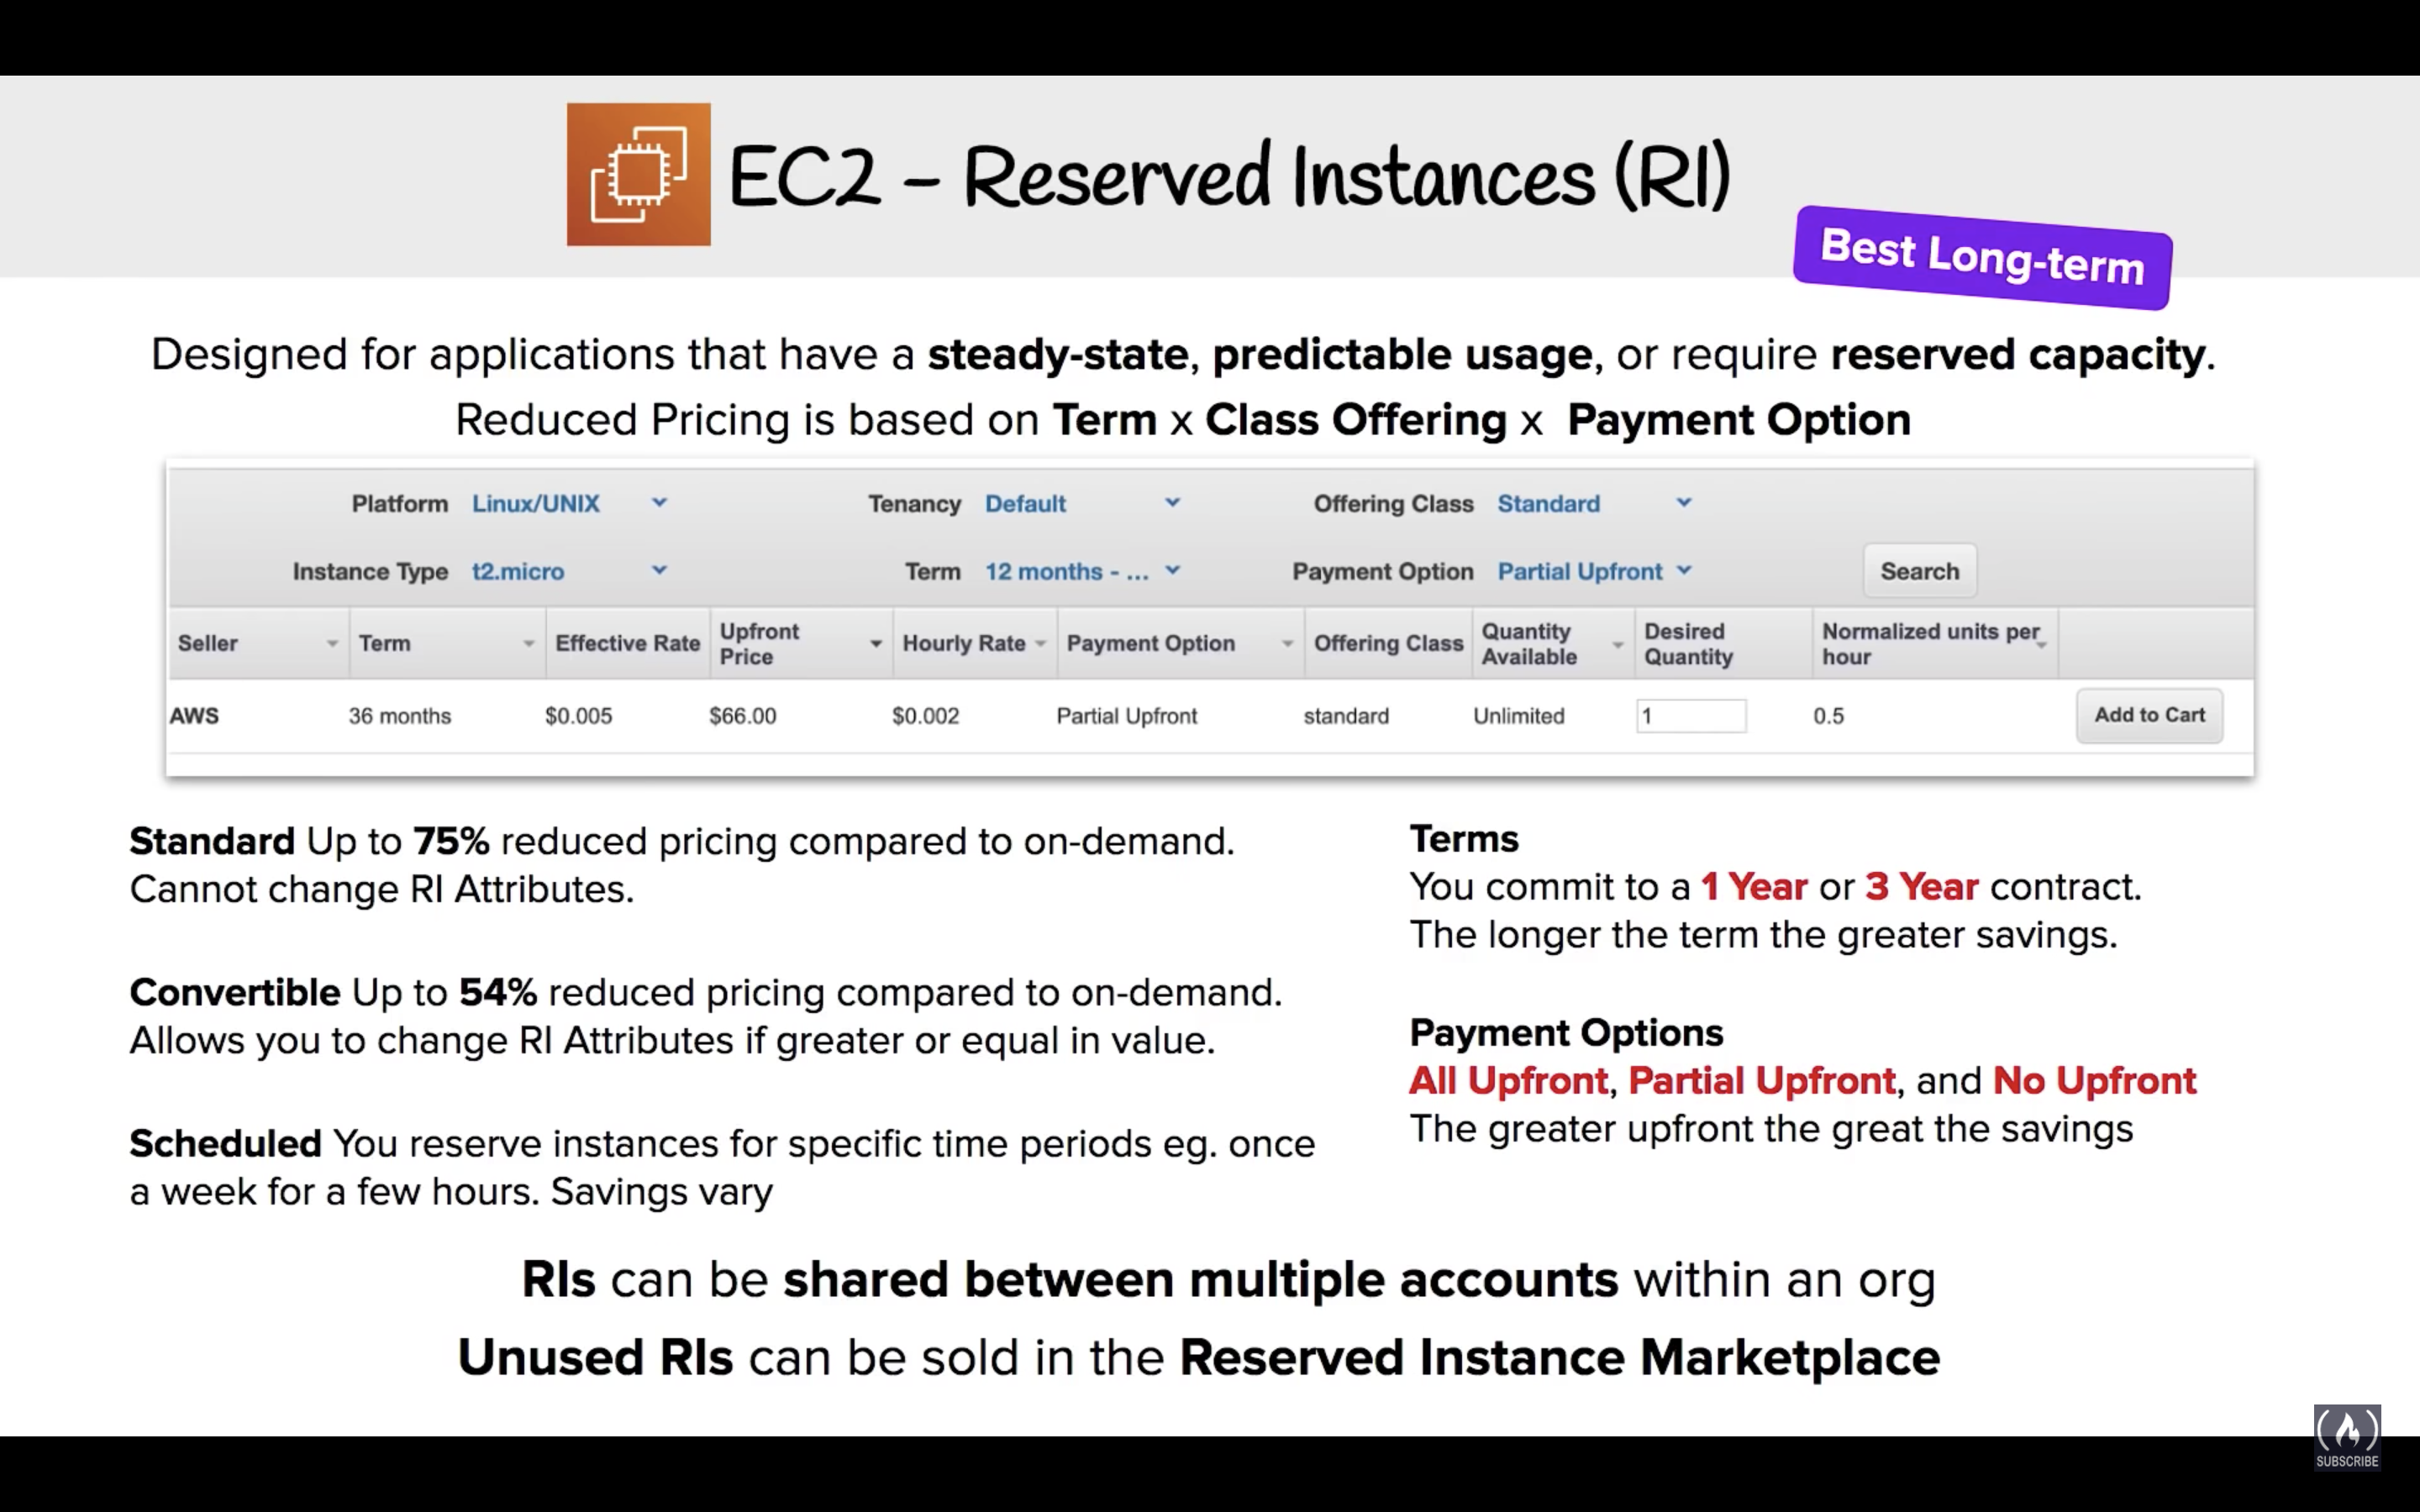 EC2 – Reserved Instances (RI)
Best Long-term
Designed for applications that have a steady-state, predictable usage, or require reserved capacity.
Reduced Pricing is based on Term x Class Offering x Payment Option
Platform Linux/UNIX Tenancy Default Offering Class Standard
Instance Type t2.micro Term 12 months - ... Payment Option Partial Upfront Search
Seller Term Effective Rate Upfront Price Hourly Rate Payment Option Offering Class Quantity Available Desired Quantity Normalized units per hour
AWS 36 months $0.005 $66.00 $0.002 Partial Upfront standard Unlimited 1 0.5 Add to Cart
Standard Up to 75% reduced pricing compared to on-demand.
Cannot change RI Attributes.
Convertible Up to 54% reduced pricing compared to on-demand.
Allows you to change RI Attributes if greater or equal in value.
Scheduled You reserve instances for specific time periods eg. once
a week for a few hours. Savings vary
Terms
You commit to a 1 Year or 3 Year contract.
The longer the term the greater savings.
Payment Options
All Upfront, Partial Upfront, and No Upfront
The greater upfront the great the savings
RIs can be shared between multiple accounts within an org
Unused RIs can be sold in the Reserved Instance Marketplace
SUBSCRIBE